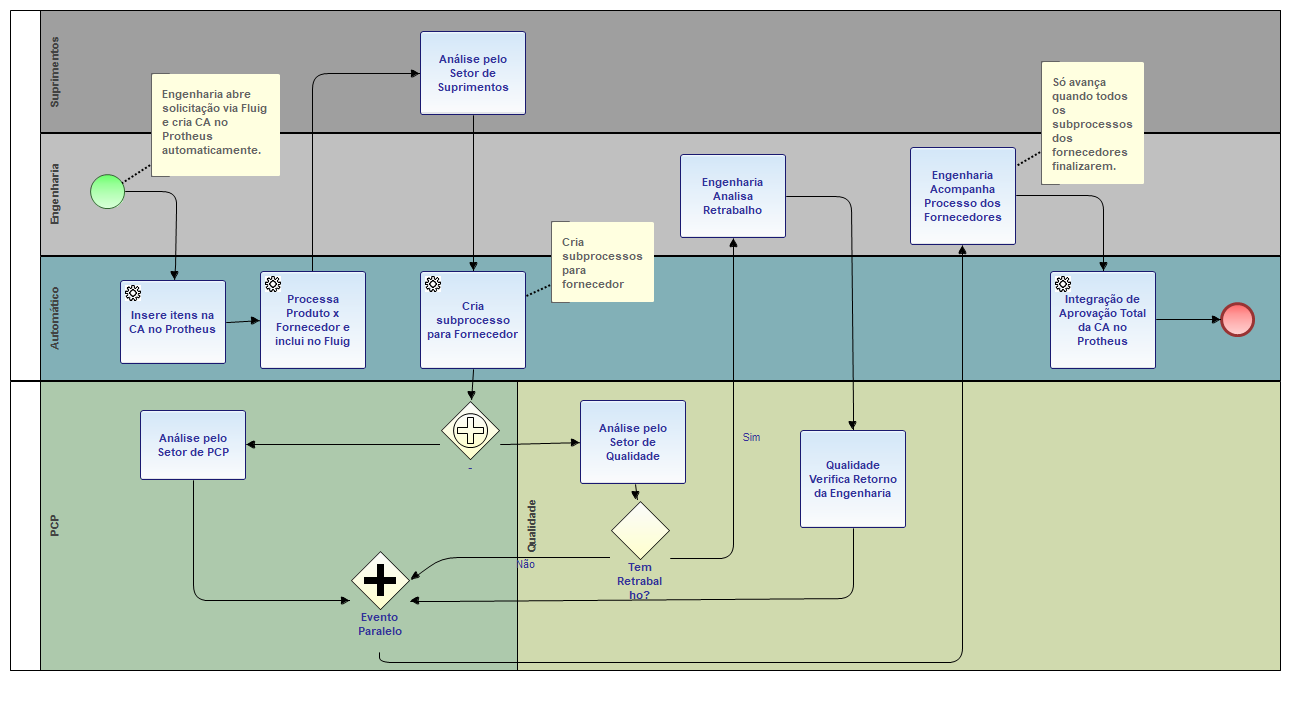 Suprimentos
Análise pelo
Setor de
Suprimentos
Engenharia abre
solicitação via Fluig
e cria CA no
Protheus
automaticamente.
Só avança
quando todos
os
subprocessos
dos
fornecedores
finalizarem.
Engenharia
Engenharia
Analisa
Retrabalho
Engenharia
Acompanha
Processo dos
Fornecedores
Cria
subprocessos
para
fornecedor
Automático
Insere itens na
CA no Protheus
Processa
Produto x
Fornecedor e
inclui no Fluig
Cria
subprocesso
para Fornecedor
Integração de
Aprovação Total
da CA no
Protheus
PCP
Análise pelo
Setor de PCP
-
Qualidade
Análise pelo
Setor de
Qualidade
Sim
Qualidade
Verifica Retorno
da Engenharia
Não
Tem
Retrabal
ho?
Evento
Paralelo